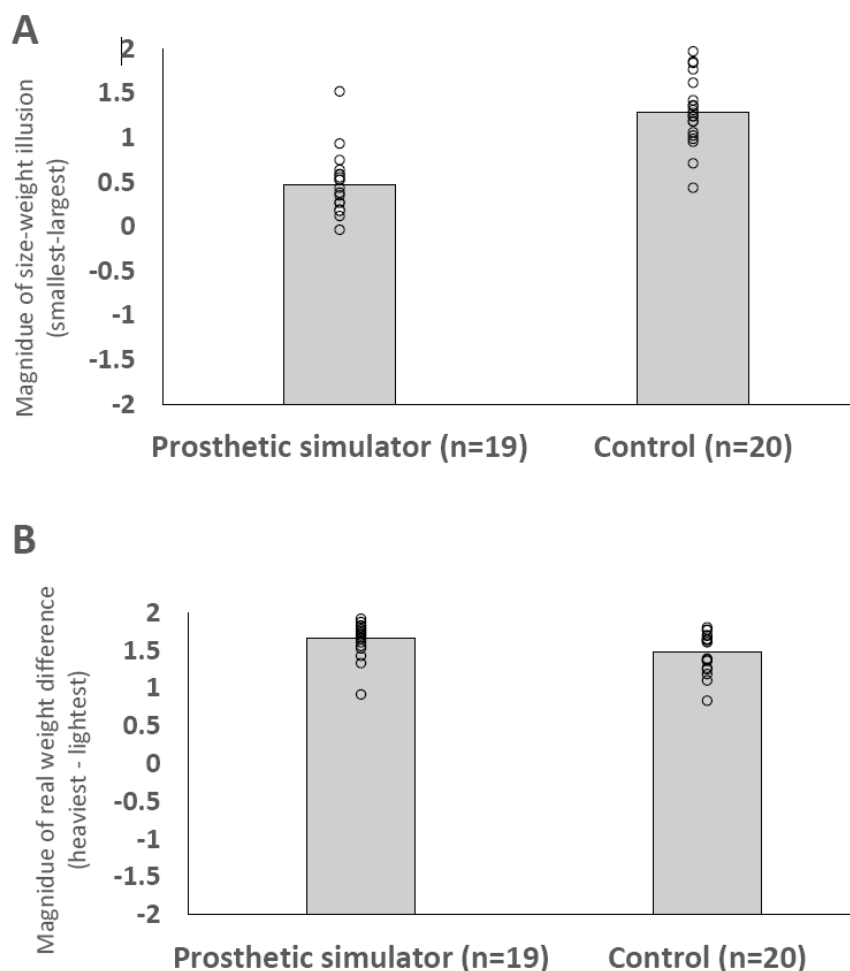 A
Magnidue of size-weight illusion
(smallest-largest)
2
1.5
1
0.5
0
-0.5
-1
-1.5
-2
Prosthetic simulator (n=19)
Control (n=20)
B
Magnidue of real weight difference
(heaviest - lightest)
2
1.5
1
0.5
0
-0.5
-1
-1.5
-2
Prosthetic simulator (n=19)
Control (n=20)